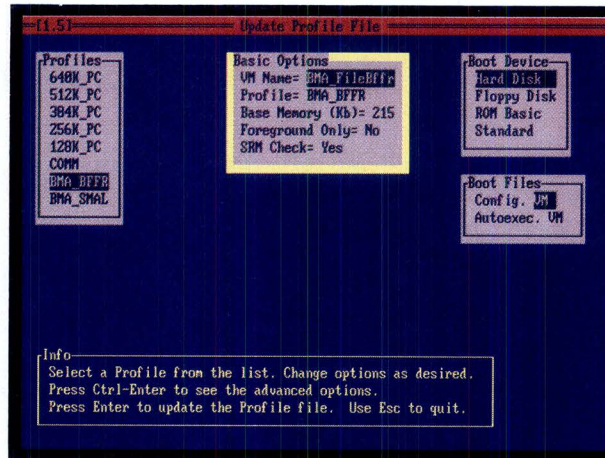 [1.5]
Update Profile File
Profiles
640K_PC
512K_PC
384K_PC
256K_PC
128K_PC
COMM
BMA_BFFR
BMA_SMAL
Basic Options
VM Name= BMA_FileBffr
Profile= BMA_BFFR
Base Memory (Kb)= 215
Foreground Only= No
SRM Check= Yes
Boot Device
Hard Disk
Floppy Disk
ROM Basic
Standard
Boot Files
Config. VM
Autoexec. VM
Info
Select a Profile from the list. Change options as desired.
Press Ctrl-Enter to see the advanced options.
Press Enter to update the Profile file. Use Esc to quit.